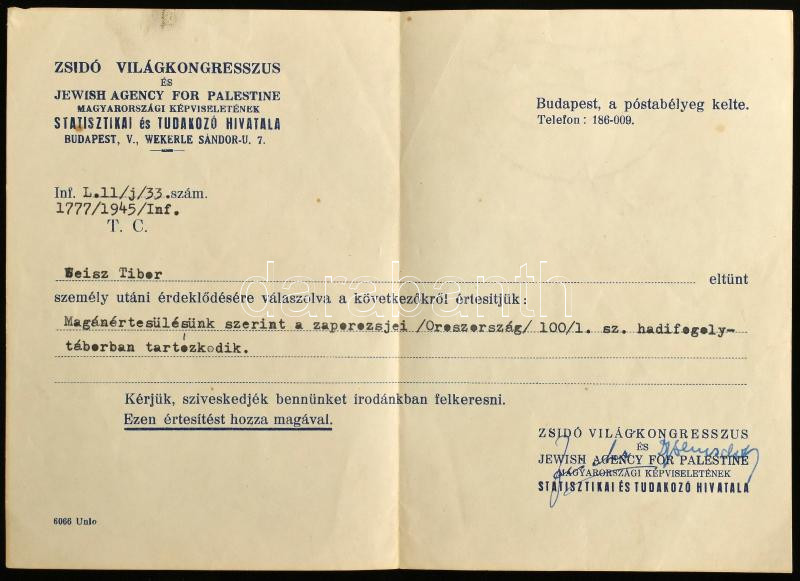 ZSIDÓ VILÁGKONGRESSZUS
ÉS
JEWISH AGENCY FOR PALESTINE
MAGYARORSZÁGI KÉPVISELETÉNEK
STATISZTIKAI és TUDAKOZÓ HIVATALA
BUDAPEST, V., WEKERLE SÁNDOR-U. 7.
Budapest, a póstabélyeg kelte.
Telefon: 186-009.
Inf. L.11/j/33.szám.
1777/1945/Inf.
T. C.
Weisz Tibor eltünt
személy utáni érdeklődésére válaszolva a következőkről értesitjük:
Magánértesülésünk szerint a zaporozsjei /Oroszország/ 100/1. sz. hadifogoly-
táborban tartózkodik.
darabanth
Kérjük, sziveskedjék bennünket irodánkban felkeresni.
Ezen értesitést hozza magával.
ZSIDÓ VILÁGKONGRESSZUS
ÉS
JEWISH AGENCY FOR PALESTINE
MAGYARORSZÁGI KÉPVISELETÉNEK
STATISZTIKAI ÉS TUDAKOZÓ HIVATALA
6066 Unio